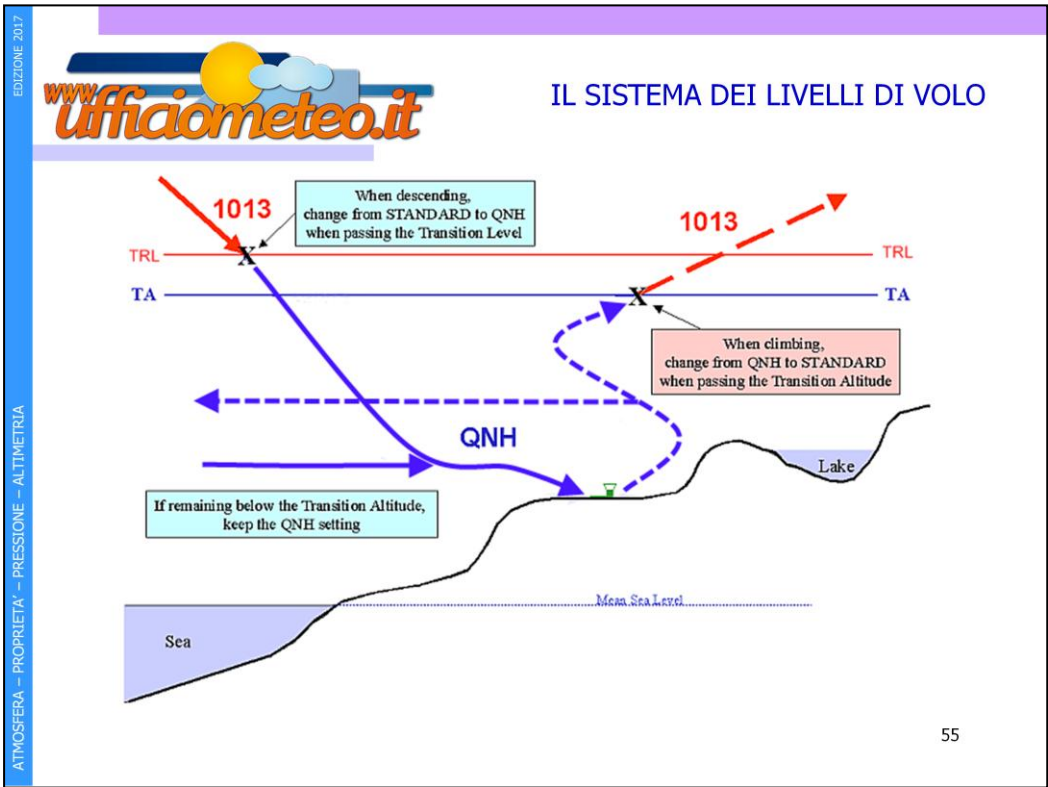 EDIZIONE 2017
www
ufficiometeo.it
IL SISTEMA DEI LIVELLI DI VOLO
1013
When descending,
change from STANDARD to QNH
when passing the Transition Level
1013
TRL
X
TRL
TA
X
TA
When climbing,
change from QNH to STANDARD
when passing the Transition Altitude
QNH
Lake
If remaining below the Transition Altitude,
keep the QNH setting
Mean Sea Level
Sea
ATMOSFERA – PROPRIETA’ – PRESSIONE – ALTIMETRIA
55